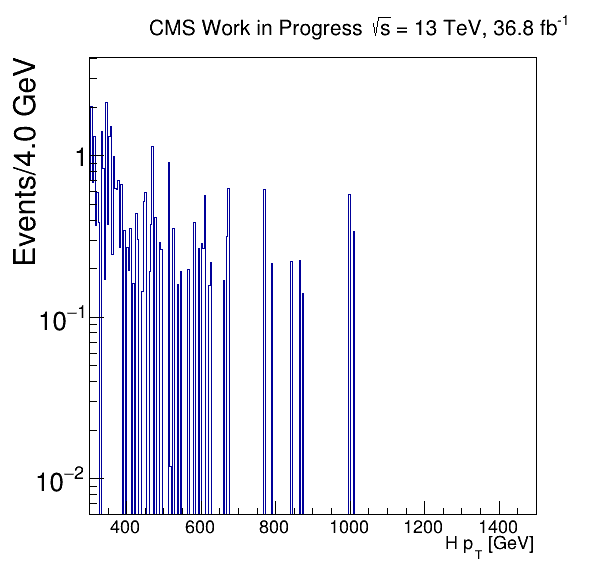 CMS Work in Progress √s = 13 TeV, 36.8 fb⁻¹
Events/4.0 GeV
1
10⁻¹
10⁻²
400 600 800 1000 1200 1400
H p_T [GeV]